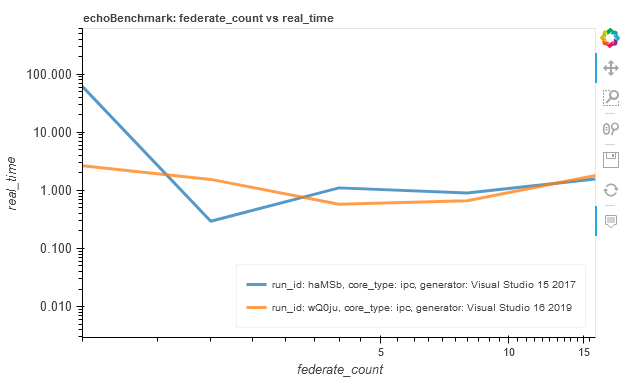 echoBenchmark: federate_count vs real_time
100.000
10.000
1.000
0.100
0.010
real_time
run_id: haMSb, core_type: ipc, generator: Visual Studio 15 2017
run_id: wQ0ju, core_type: ipc, generator: Visual Studio 16 2019
5
10
15
federate_count